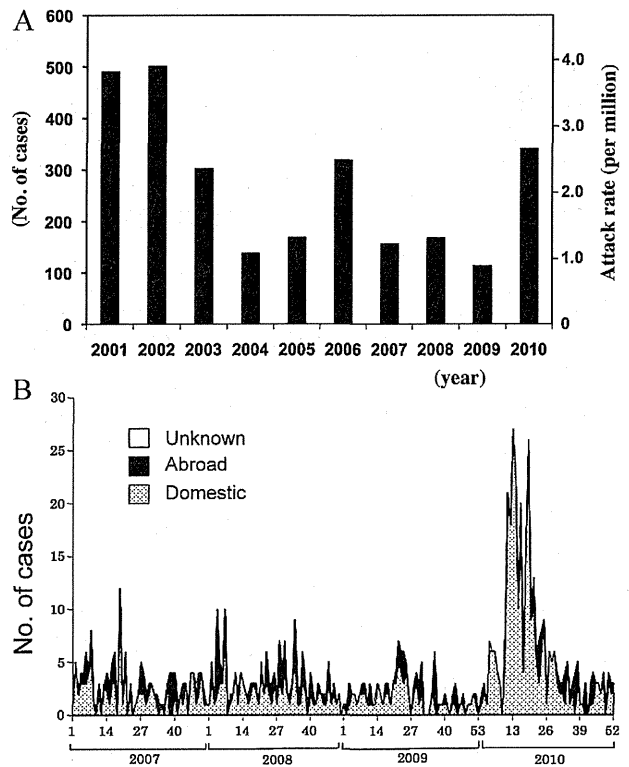 A
600
500
400
300
200
100
0
(No. of cases)
4.0
3.0
2.0
1.0
0
Attack rate (per million)
2001 2002 2003 2004 2005 2006 2007 2008 2009 2010
(year)
B
30
25
20
15
10
5
0
No. of cases
Unknown
Abroad
Domestic
1 14 27 40 1 14 27 40 1 14 27 40 53 13 26 39 52
2007 2008 2009 2010